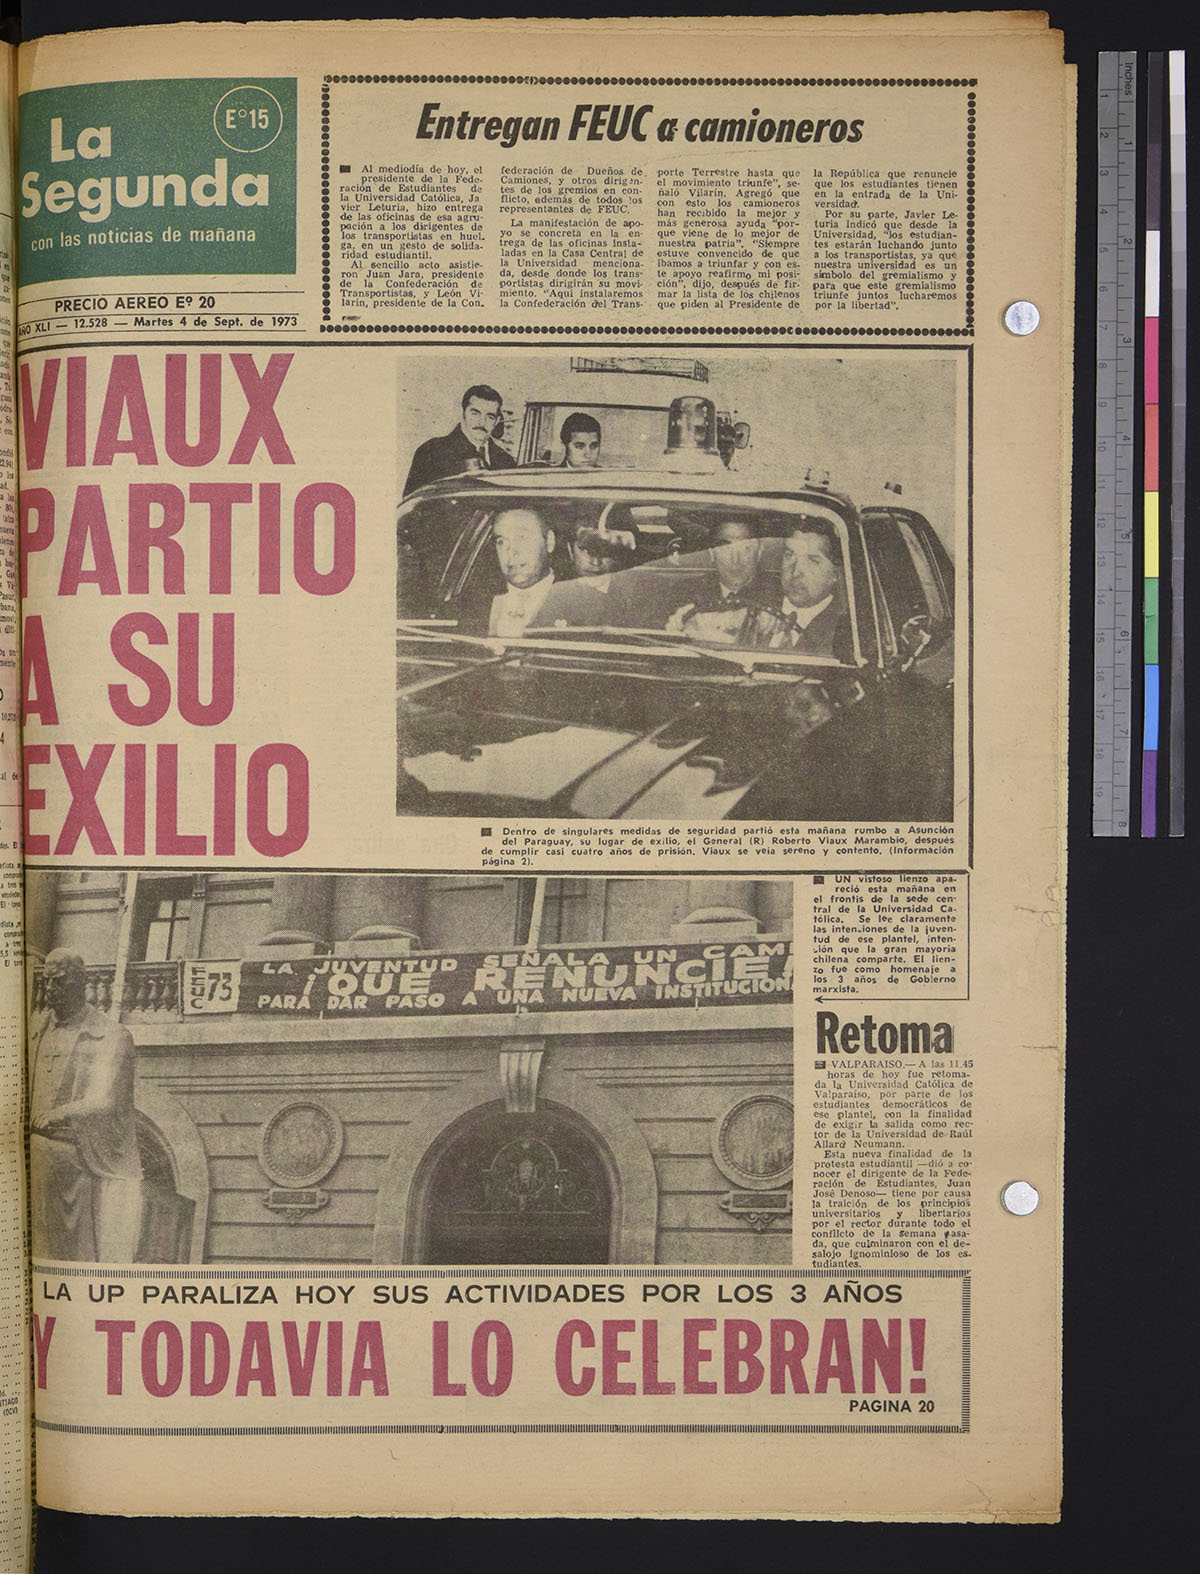 La
Segunda
E°15
con las noticias de mañana
PRECIO AEREO Eº 20
AÑO XLI — 12.528 — Martes 4 de Sept. de 1973
Entregan FEUC a camioneros
Al mediodía de hoy, el
presidente de la Fede-
ración de Estudiantes de
la Universidad Católica, Ja
vier Leturia, hizo entrega
de las oficinas de esa agru-
pación a los dirigentes de
los transportistas en huel-
ga, en un gesto de solida-
ridad estudiantil.
Al sencillo acto asistie-
ron Juan Jara, presidente
de la Confederación de
Transportistas, y León Vi-
larín, presidente de la Con.
federación de Dueños de
Camiones, y otros dirigen-
tes de los gremios en con-
flicto, además de todos los
representantes de FEUC.
La manifestación de apo-
yo se concreta en la en-
trega de las oficinas insta-
ladas en la Casa Central de
la Universidad menciona-
da, desde donde los trans-
portistas dirigirán su movi-
miento. "Aquí instalaremos
la Confederación del Trans-
porte Terrestre hasta que
el movimiento triunfe", se-
ñaló Vilarín. Agregó que
con esto los camioneros
han recibido la mejor y
más generosa ayuda "por-
que viene de lo mejor de
nuestra patria". "Siempre
estuve convencido de que
íbamos a triunfar y con es-
te apoyo reafirmo mi posi-
ción", dijo, después de fir-
mar la lista de los chilenos
que piden al Presidente de
la República que renuncie
que los estudiantes tienen
en la entrada de la Uni-
versidad.
Por su parte, Javier Le-
turia indicó que desde la
Universidad, "los estudian-
tes estarán luchando junto
a los transportistas, ya que
nuestra universidad es un
símbolo del gremialismo y
para que este gremialismo
triunfe juntos lucharemos
por la libertad".
VIAUX
PARTIO
A SU
EXILIO
Dentro de singulares medidas de seguridad partió esta mañana rumbo a Asunción
del Paraguay, su lugar de exilio, el General (R) Roberto Viaux Marambio, después
de cumplir casi cuatro años de prisión. Viaux se veía sereno y contento. (Información
página 2).
FEUC 73
LA JUVENTUD SEÑALA UN CAMI
¡QUE RENUNCIE!
PARA DAR PASO A UNA NUEVA INSTITUCION
UN vistoso lienzo apa-
reció esta mañana en
el frontis de la sede cen-
tral de la Universidad Ca-
tólica. Se lee claramente
las intenciones de la juven-
tud de ese plantel, inten-
ción que la gran mayoría
chilena comparte. El lien-
zo fue como homenaje a
los 3 años de Gobierno
marxista.
Retoma
VALPARAISO.— A las 11.45
horas de hoy fue retoma-
da la Universidad Católica de
Valparaíso, por parte de los
estudiantes democráticos de
ese plantel, con la finalidad
de exigir la salida como rec-
tor de la Universidad de Raúl
Allard Neumann.
Esta nueva finalidad de la
protesta estudiantil —dió a co-
nocer el dirigente de la Fede-
ración de Estudiantes, Juan
José Denoso— tiene por causa
la traición de los principios
universitarios y libertarios
por el rector durante todo el
conflicto de la semana pasa-
da, que culminaron con el de-
salojo ignominioso de los es-
tudiantes.
LA UP PARALIZA HOY SUS ACTIVIDADES POR LOS 3 AÑOS
Y TODAVIA LO CELEBRAN!
PAGINA 20
Inches